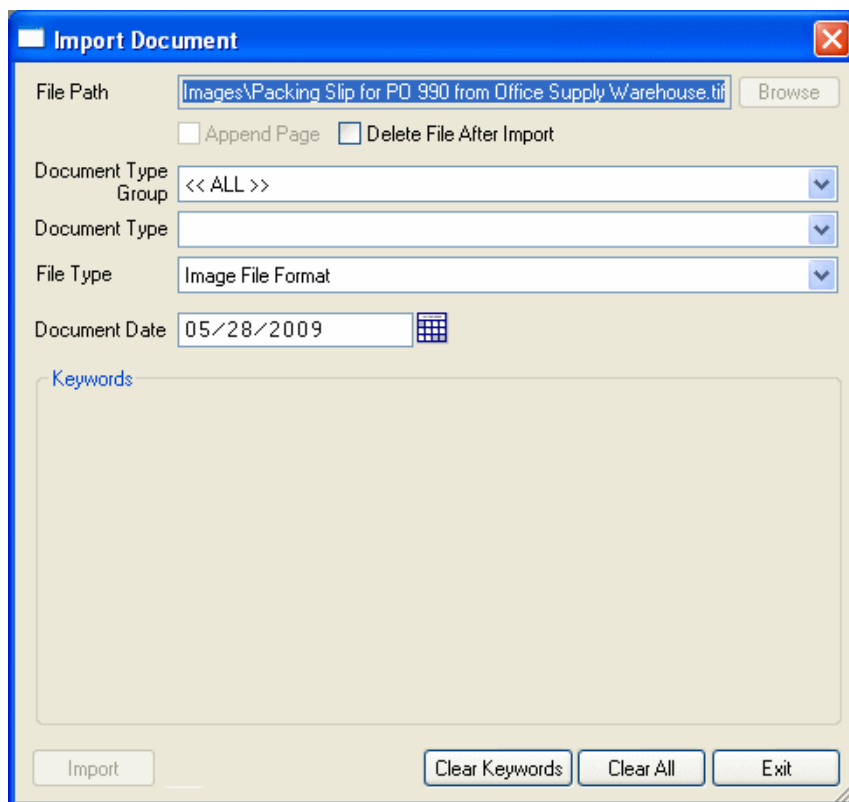 Import Document
File Path Images\Packing Slip for PO 990 from Office Supply Warehouse.tif Browse
Append Page Delete File After Import
Document Type Group << ALL >>
Document Type
File Type Image File Format
Document Date 05/28/2009
Keywords
Import Clear Keywords Clear All Exit